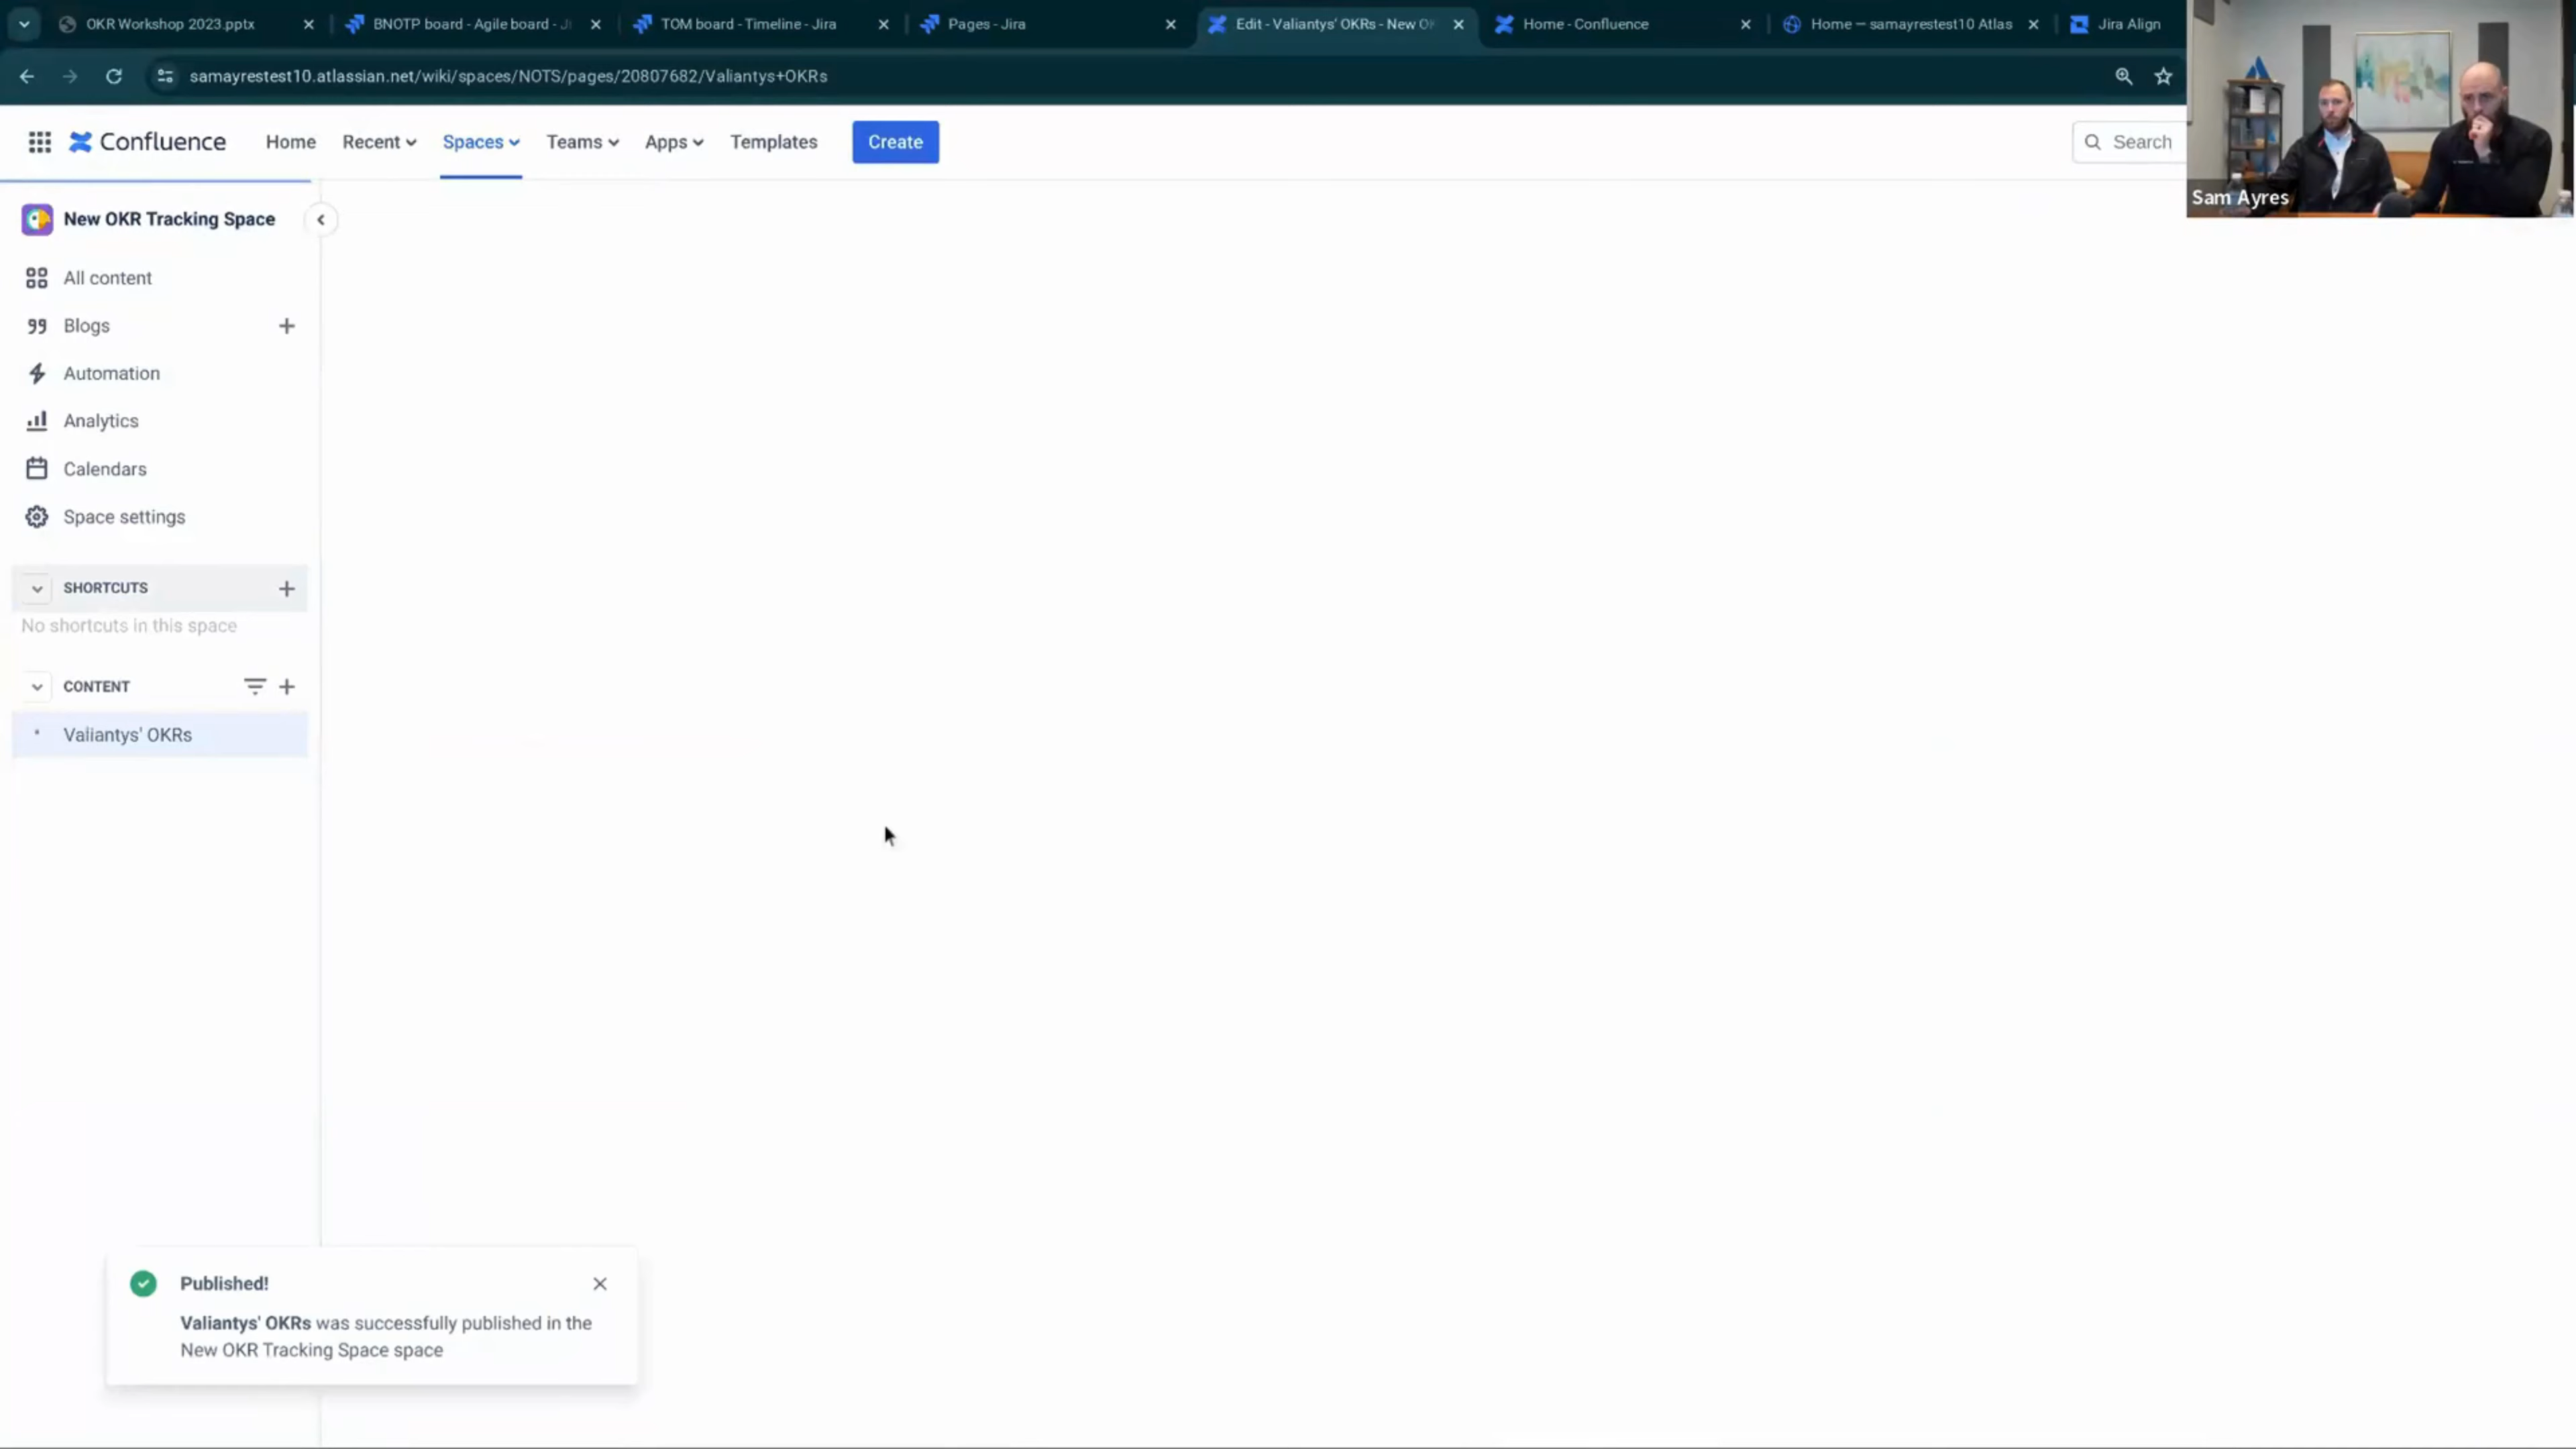 OKR Workshop 2023.pptx
BNOTP board - Agile board - Ji
TOM board - Timeline - Jira
Pages - Jira
Edit - Valiantys' OKRs - New OK
Home - Confluence
Home — samayrestest10 Atlas
Jira Align
samayrestest10.atlassian.net/wiki/spaces/NOTS/pages/20807682/Valiantys+OKRs
Confluence
Home
Recent
Spaces
Teams
Apps
Templates
Create
Search
Sam Ayres
New OKR Tracking Space
All content
Blogs
Automation
Analytics
Calendars
Space settings
SHORTCUTS
No shortcuts in this space
CONTENT
Valiantys' OKRs
Published!
Valiantys' OKRs was successfully published in the
New OKR Tracking Space space